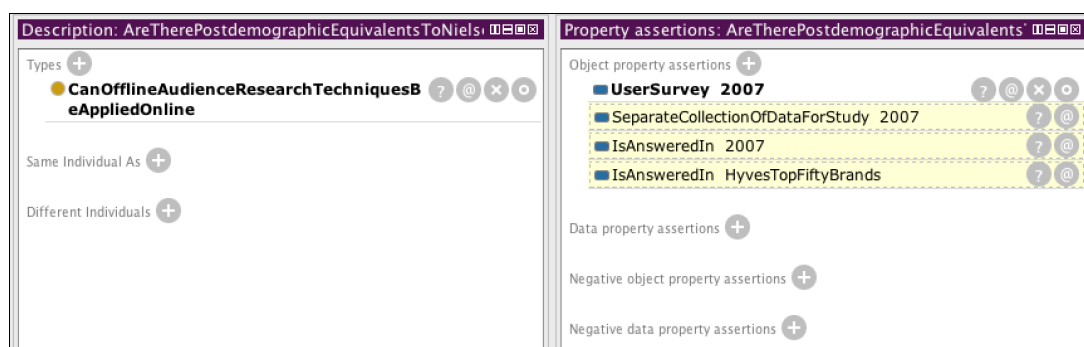 Description: AreTherePostdemographicEquivalentsToNiels
Types
CanOfflineAudienceResearchTechniquesB
eAppliedOnline
Same Individual As
Different Individuals
Property assertions: AreTherePostdemographicEquivalents
Object property assertions
UserSurvey 2007
SeparateCollectionOfDataForStudy 2007
IsAnsweredIn 2007
IsAnsweredIn HyvesTopFiftyBrands
Data property assertions
Negative object property assertions
Negative data property assertions